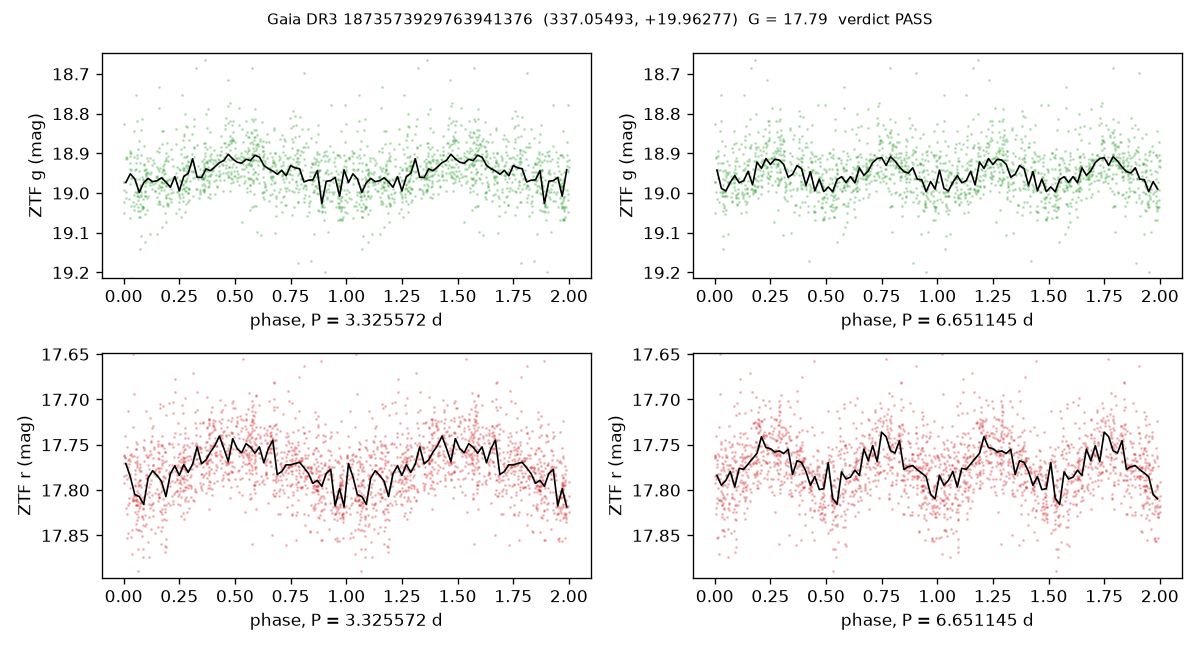 Gaia DR3 1873573929763941376  (337.05493, +19.96277)  G = 17.79  verdict PASS
ZTF g (mag)
18.7
18.8
18.9
19.0
19.1
19.2
0.00 0.25 0.50 0.75 1.00 1.25 1.50 1.75 2.00
phase, P = 3.325572 d
ZTF g (mag)
18.7
18.8
18.9
19.0
19.1
19.2
0.00 0.25 0.50 0.75 1.00 1.25 1.50 1.75 2.00
phase, P = 6.651145 d
ZTF r (mag)
17.65
17.70
17.75
17.80
17.85
0.00 0.25 0.50 0.75 1.00 1.25 1.50 1.75 2.00
phase, P = 3.325572 d
ZTF r (mag)
17.65
17.70
17.75
17.80
17.85
0.00 0.25 0.50 0.75 1.00 1.25 1.50 1.75 2.00
phase, P = 6.651145 d